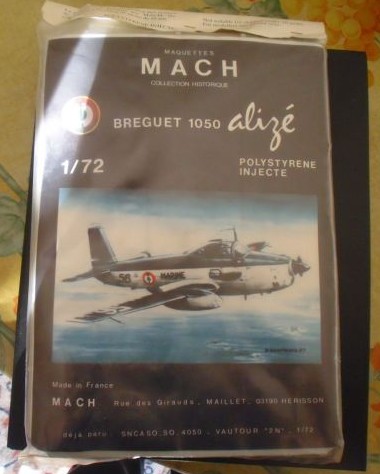 MAQUETTES
MACH
COLLECTION HISTORIQUE
BREGUET 1050 alizé
1/72
POLYSTYRENE
INJECTE
56
MARINE
Made in France
MACH Rue des Girauds . MAILLET . 03190 HERISSON
déjà paru . SNCASO.SO.4050 - VAUTOUR "2N" . 1/72